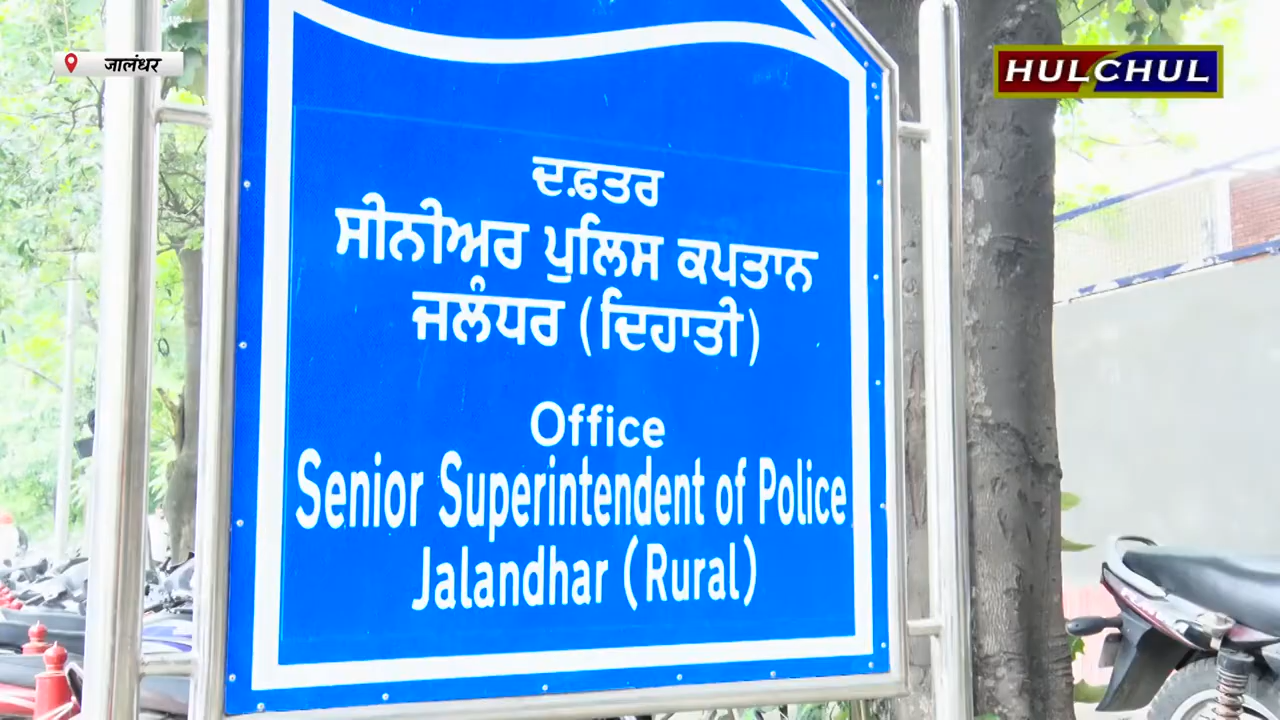 जालंधर
HULCHUL
ਦਫ਼ਤਰ
ਸੀਨੀਅਰ ਪੁਲਿਸ ਕਪਤਾਨ
ਜਲੰਧਰ (ਦਿਹਾਤੀ)
Office
Senior Superintendent of Police
Jalandhar (Rural)